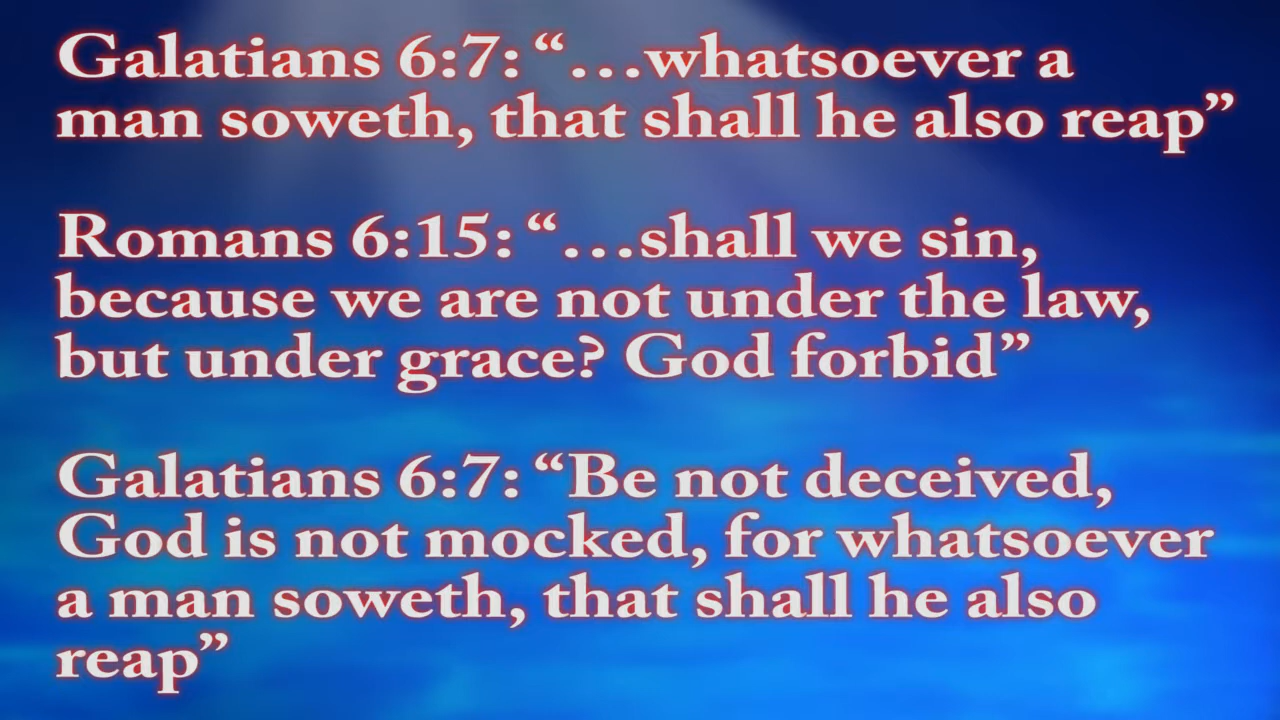 Galatians 6:7: “…whatsoever a
man soweth, that shall he also reap”
Romans 6:15: “…shall we sin,
because we are not under the law,
but under grace? God forbid”
Galatians 6:7: “Be not deceived,
God is not mocked, for whatsoever
a man soweth, that shall he also
reap”